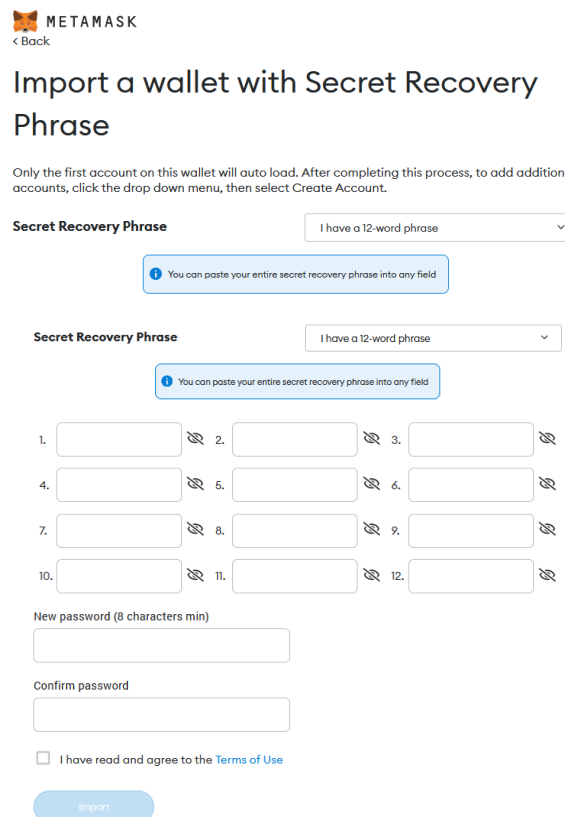 METAMASK
< Back
Import a wallet with Secret Recovery
Phrase
Only the first account on this wallet will auto load. After completing this process, to add addition
accounts, click the drop down menu, then select Create Account.
Secret Recovery Phrase
I have a 12-word phrase
You can paste your entire secret recovery phrase into any field
Secret Recovery Phrase
I have a 12-word phrase
You can paste your entire secret recovery phrase into any field
1. 2. 3.
4. 5. 6.
7. 8. 9.
10. 11. 12.
New password (8 characters min)
Confirm password
I have read and agree to the Terms of Use
Import